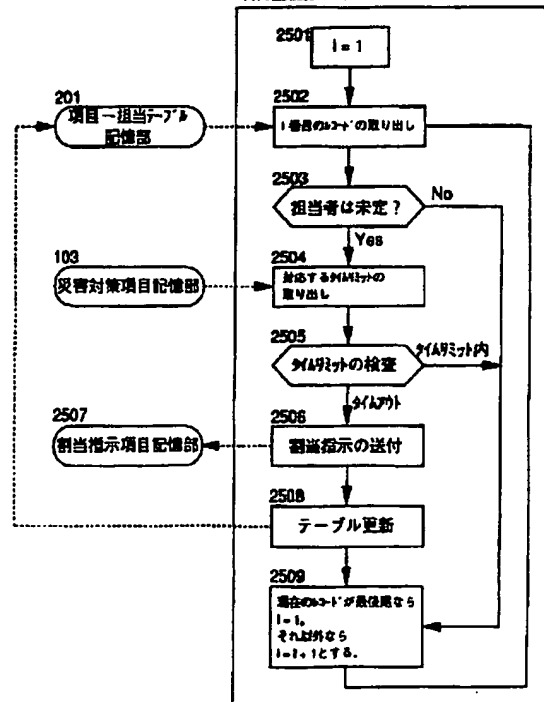 2501
I = 1
201
項目ー担当テーブル
記憶部
2502
I番目のレコードの取り出し
2503
担当者は未定？
No
Yes
103
災害対策項目記憶部
2504
対応するタイムリミットの
取り出し
2505
タイムリミットの検査
タイムリミット内
タイムアウト
2507
割当指示項目記憶部
2506
割当指示の送付
2508
テーブル更新
2509
現在のレコードが最後尾なら
I=1。
それ以外なら
I=I+1とする。